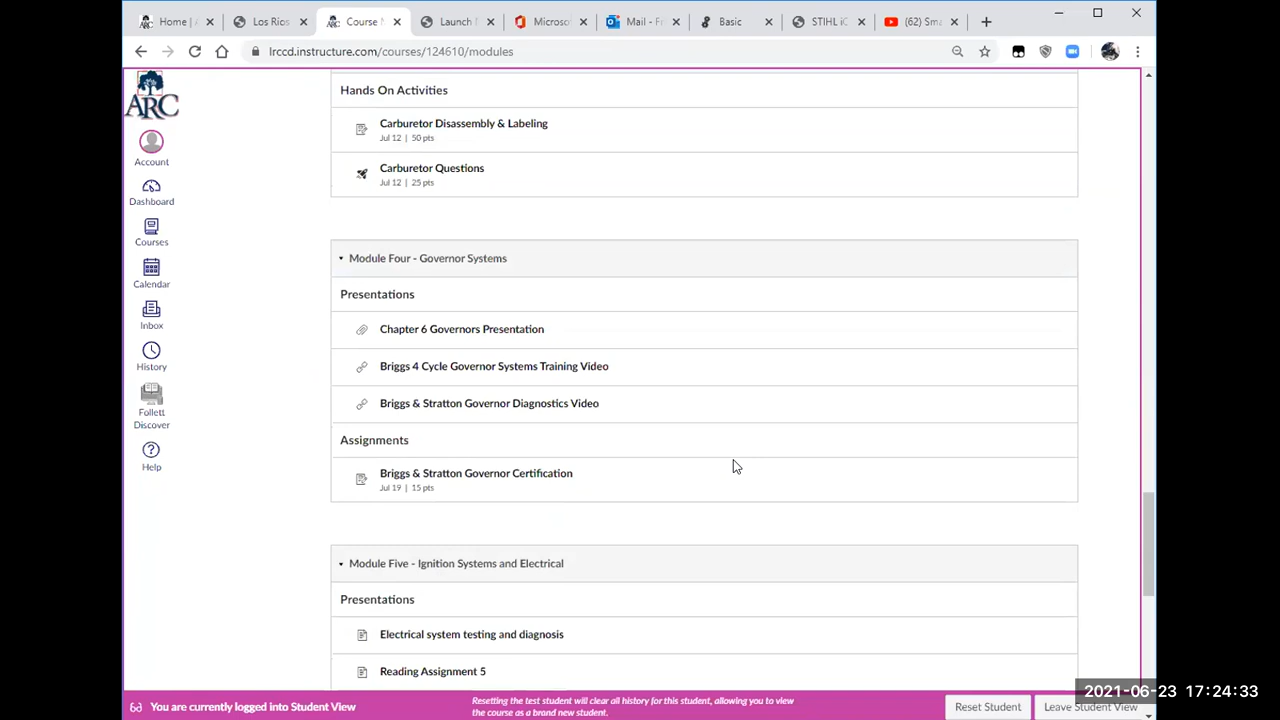 Home | A
Los Rios
Course M
Launch M
Microso
Mail - Fr
Basic
STIHL iC
(62) Sma
lrccd.instructure.com/courses/124610/modules
ARC
Account
Dashboard
Courses
Calendar
Inbox
History
Follett
Discover
Help
Hands On Activities
Carburetor Disassembly & Labeling
Jul 12 | 50 pts
Carburetor Questions
Jul 12 | 25 pts
Module Four - Governor Systems
Presentations
Chapter 6 Governors Presentation
Briggs 4 Cycle Governor Systems Training Video
Briggs & Stratton Governor Diagnostics Video
Assignments
Briggs & Stratton Governor Certification
Jul 19 | 15 pts
Module Five - Ignition Systems and Electrical
Presentations
Electrical system testing and diagnosis
Reading Assignment 5
You are currently logged into Student View
Resetting the test student will clear all history for this student, allowing you to view
the course as a brand new student.
Reset Student
Leave Student View
2021-06-23 17:24:33